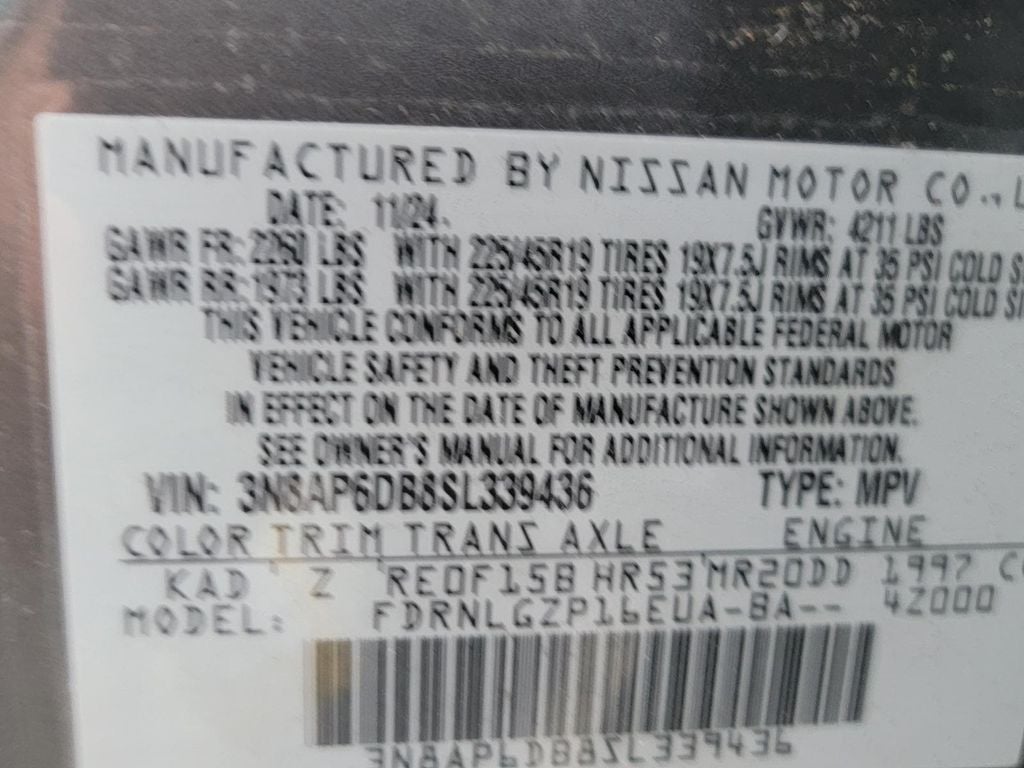 MANUFACTURED BY NISSAN MOTOR CO.,
DATE: 11/24. GVWR: 4211 LBS
GAWR FR: 2260 LBS WITH 225/45R19 TIRES 19X7.5J RIMS AT 35 PSI COLD
GAWR RR: 1973 LBS WITH 225/45R19 TIRES 19X7.5J RIMS AT 35 PSI COLD
THIS VEHICLE CONFORMS TO ALL APPLICABLE FEDERAL MOTOR
VEHICLE SAFETY AND THEFT PREVENTION STANDARDS
IN EFFECT ON THE DATE OF MANUFACTURE SHOWN ABOVE.
SEE OWNER'S MANUAL FOR ADDITIONAL INFORMATION.
VIN: 3N8AP6DB8SL339436 TYPE: MPV
COLOR TRIM TRANS AXLE ENGINE
KAD ' Z 'RE0F15B HR53'MR20DD 1997
MODEL: FDRNLGZP16EUA-BA-- 42000
3N8AP6DB8SL339436